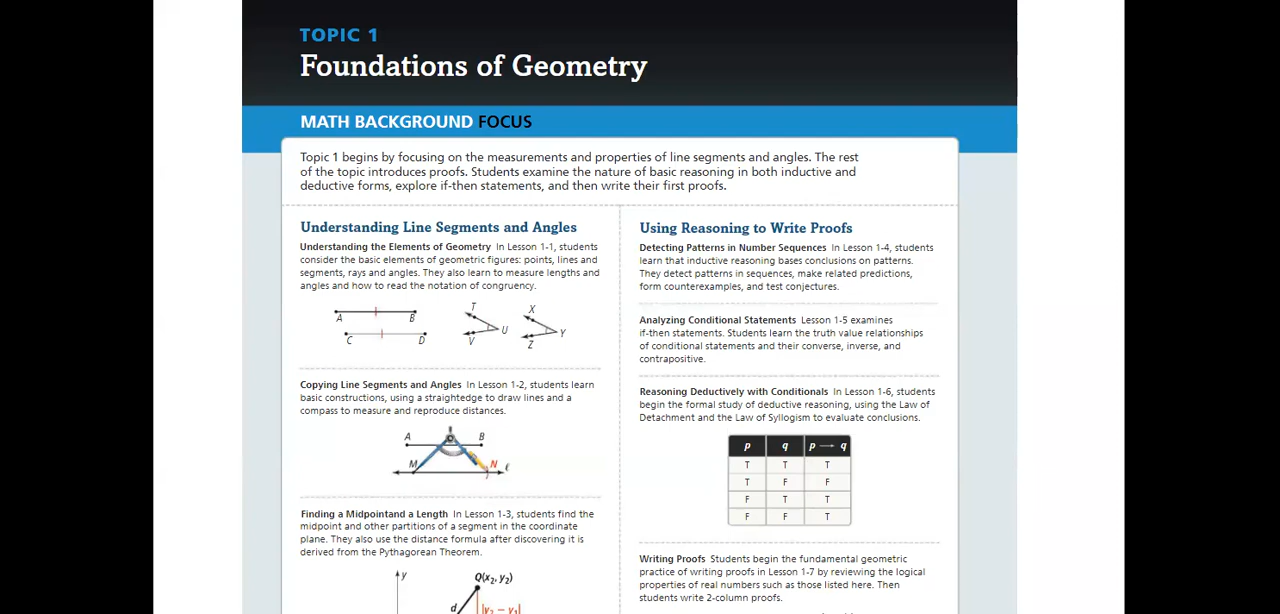 TOPIC 1
Foundations of Geometry
MATH BACKGROUND FOCUS
Topic 1 begins by focusing on the measurements and properties of line segments and angles. The rest
of the topic introduces proofs. Students examine the nature of basic reasoning in both inductive and
deductive forms, explore if-then statements, and then write their first proofs.
Understanding Line Segments and Angles
Understanding the Elements of Geometry In Lesson 1-1, students
consider the basic elements of geometric figures: points, lines and
segments, rays and angles. They also learn to measure lengths and
angles and how to read the notation of congruency.
A B
C D
T U V
X Y Z
Copying Line Segments and Angles In Lesson 1-2, students learn
basic constructions, using a straightedge to draw lines and a
compass to measure and reproduce distances.
A B
M N ℓ
Finding a Midpointand a Length In Lesson 1-3, students find the
midpoint and other partitions of a segment in the coordinate
plane. They also use the distance formula after discovering it is
derived from the Pythagorean Theorem.
y
Q(x₂, y₂)
d |y₂ − y₁|
Using Reasoning to Write Proofs
Detecting Patterns in Number Sequences In Lesson 1-4, students
learn that inductive reasoning bases conclusions on patterns.
They detect patterns in sequences, make related predictions,
form counterexamples, and test conjectures.
Analyzing Conditional Statements Lesson 1-5 examines
if-then statements. Students learn the truth value relationships
of conditional statements and their converse, inverse, and
contrapositive.
Reasoning Deductively with Conditionals In Lesson 1-6, students
begin the formal study of deductive reasoning, using the Law of
Detachment and the Law of Syllogism to evaluate conclusions.
p q p → q
T T T
T F F
F T T
F F T
Writing Proofs Students begin the fundamental geometric
practice of writing proofs in Lesson 1-7 by reviewing the logical
properties of real numbers such as those listed here. Then
students write 2-column proofs.